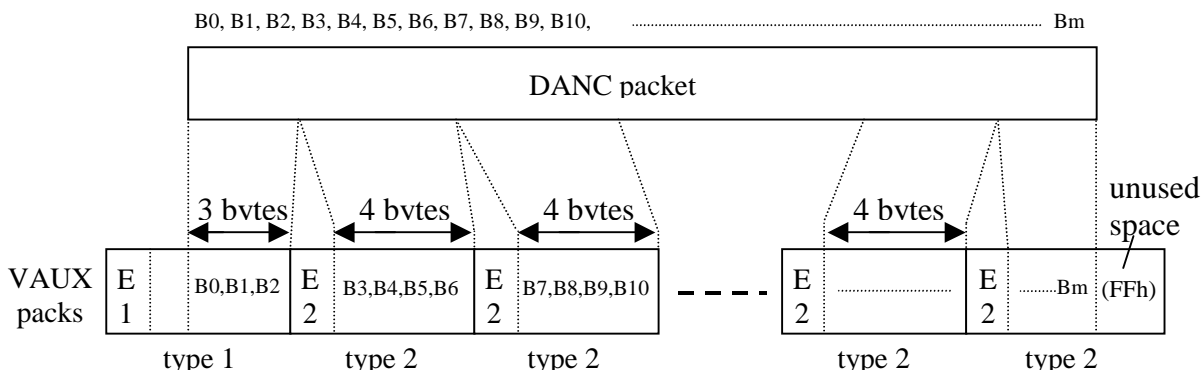 B0, B1, B2, B3, B4, B5, B6, B7, B8, B9, B10, ........................................ Bm
DANC packet
3 bytes
4 bytes
4 bytes
4 bytes
unused
space
VAUX
packs
E
1
B0,B1,B2
E
2
B3,B4,B5,B6
E
2
B7,B8,B9,B10
E
2
....................
E
2
......Bm
(FFh)
type 1
type 2
type 2
type 2
type 2